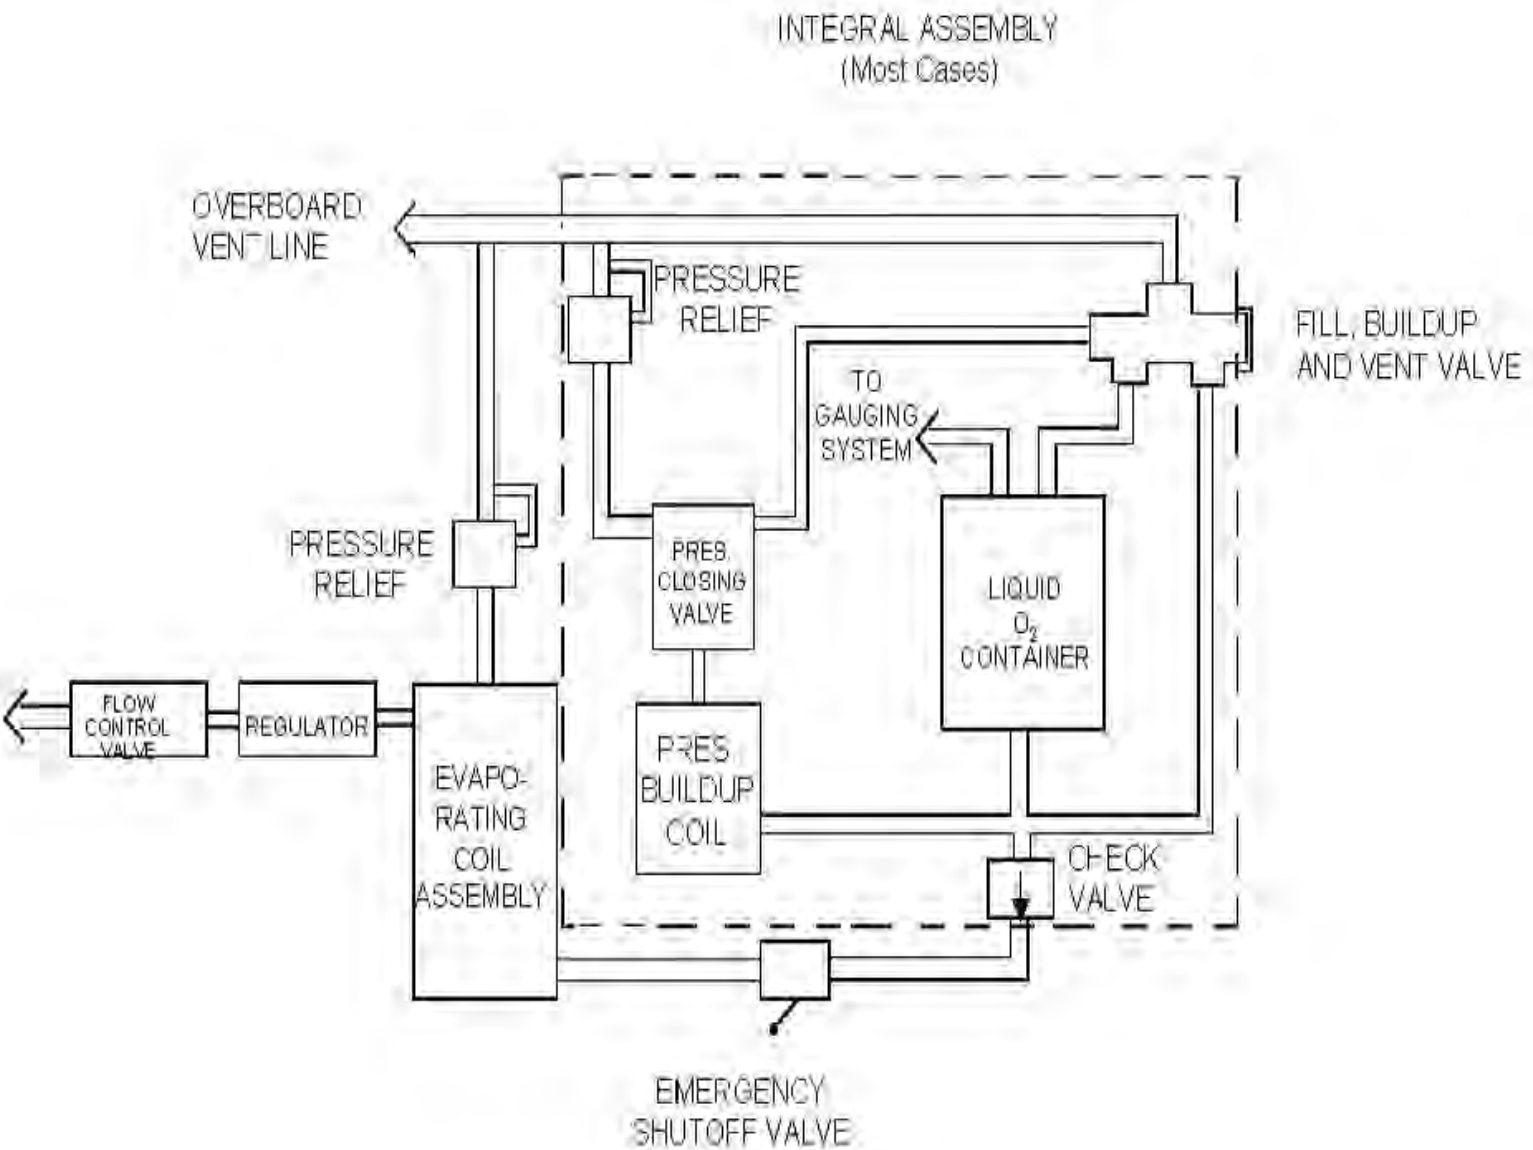 INTEGRAL ASSEMBLY
(Most Cases)
OVERBOARD
VENT LINE
PRESSURE
RELIEF
FILL, BUILDUP
AND VENT VALVE
TO
GAUGING
SYSTEM
PRESSURE
RELIEF
PRES.
CLOSING
VALVE
LIQUID
O₂
CONTAINER
FLOW
CONTROL
VALVE
REGULATOR
EVAPO-
RATING
COIL
ASSEMBLY
PRES
BUILDUP
COIL
CHECK
VALVE
EMERGENCY
SHUTOFF VALVE